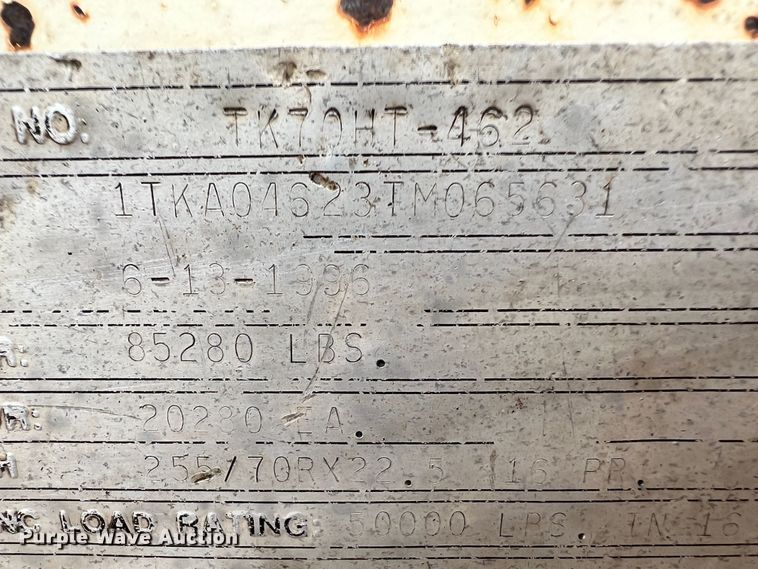 NO. TK70HT-462
1TKA04623TM065631
6-13-1996
R: 85280 LBS.
R: 20280 EA.
H 255/70RX22.5 16 PR.
NG LOAD RATING: 50000 LBS. IN 16
Purple Wave Auction